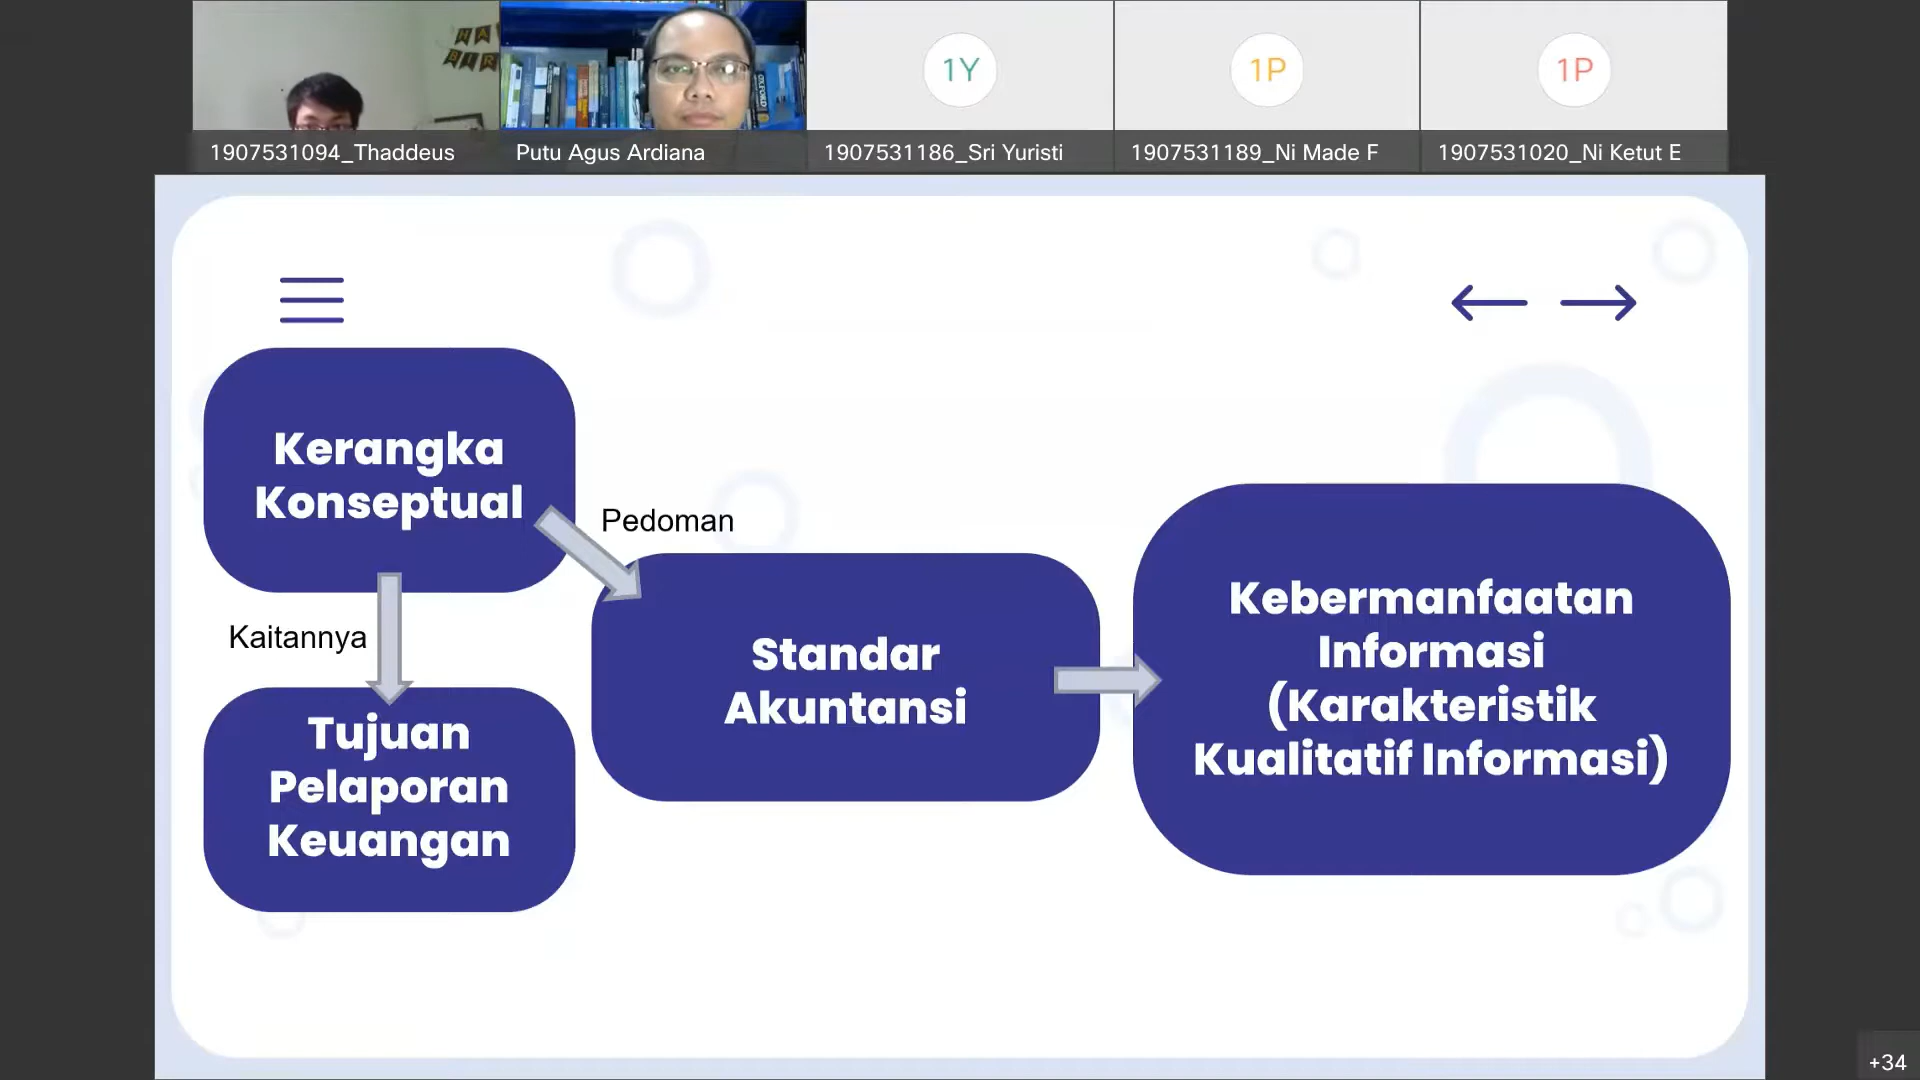 1Y
1P
1P
1907531094_Thaddeus
Putu Agus Ardiana
1907531186_Sri Yuristi
1907531189_Ni Made F
1907531020_Ni Ketut E
Kerangka
Konseptual
Pedoman
Kaitannya
Tujuan
Pelaporan
Keuangan
Standar
Akuntansi
Kebermanfaatan
Informasi
(Karakteristik
Kualitatif Informasi)
+34